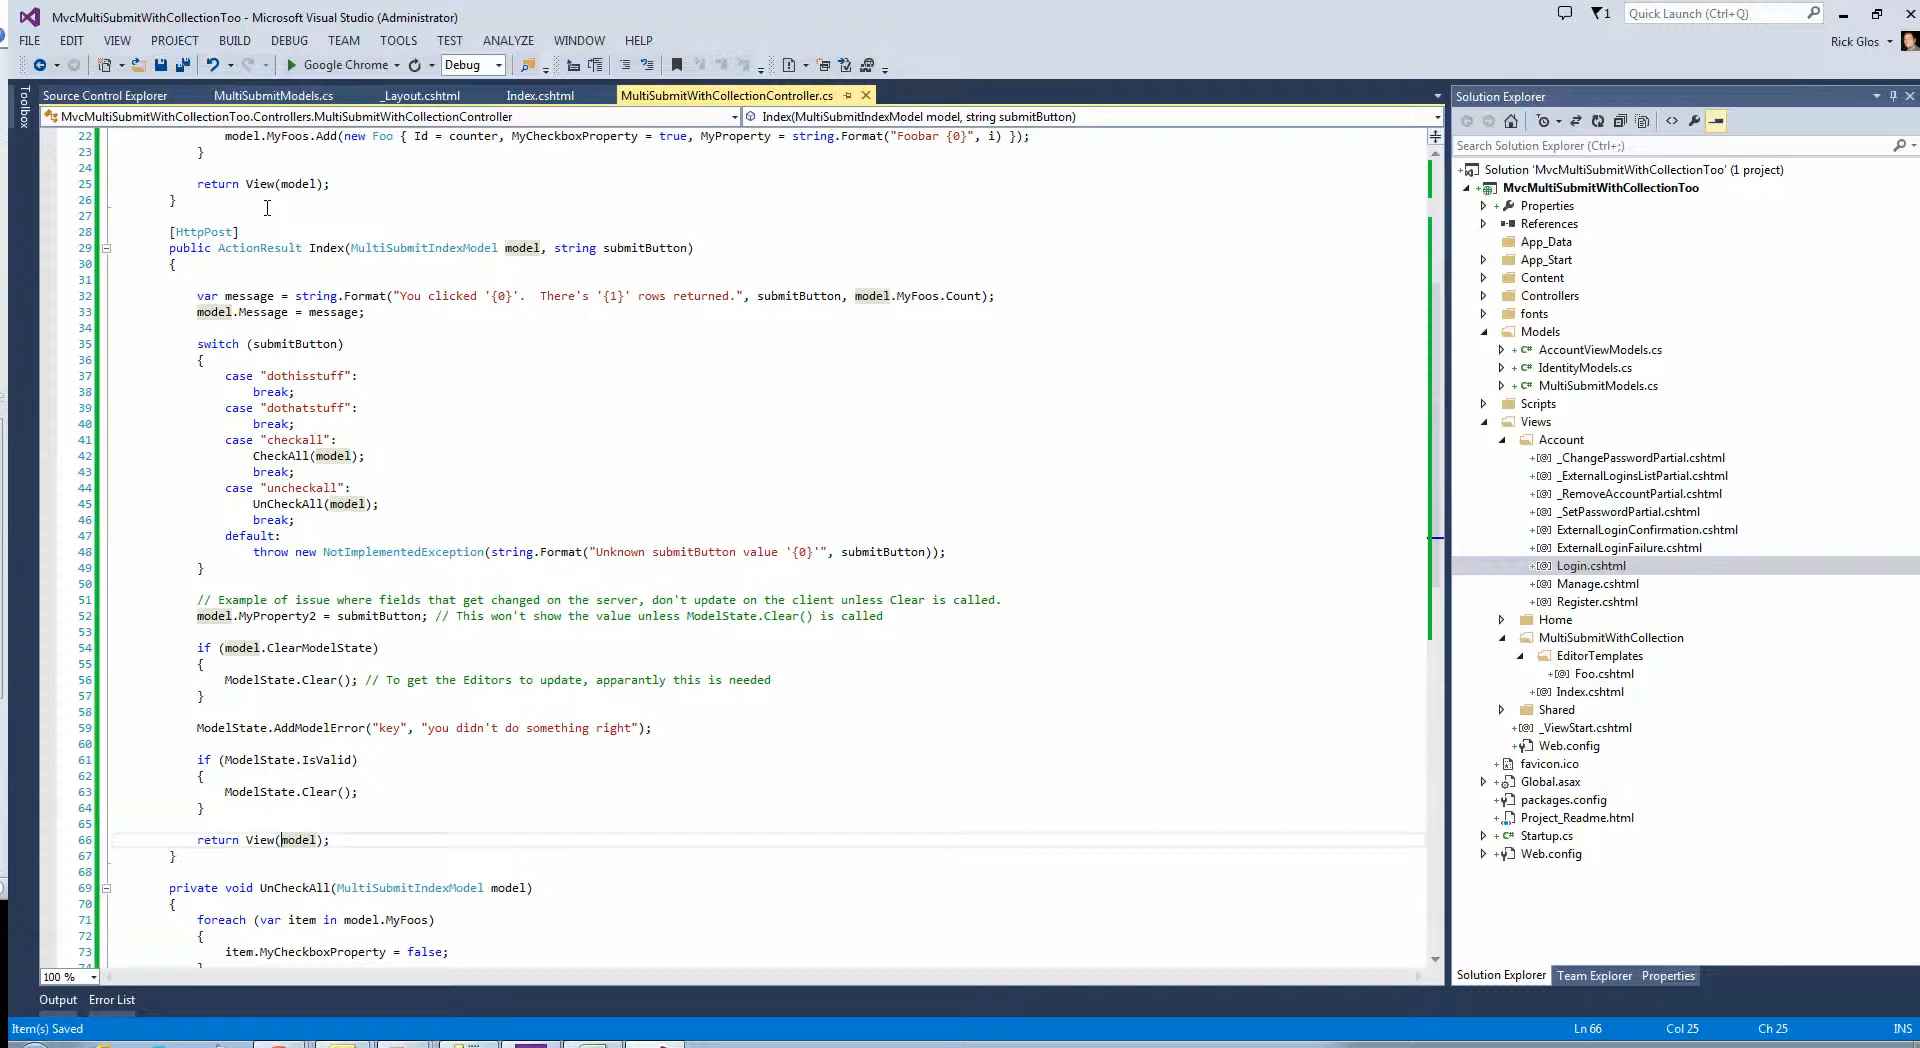 MvcMultiSubmitWithCollectionToo - Microsoft Visual Studio (Administrator)
1
Quick Launch (Ctrl+Q)
FILE EDIT VIEW PROJECT BUILD DEBUG TEAM TOOLS TEST ANALYZE WINDOW HELP
Rick Glos
Google Chrome Debug
Toolbox
Source Control Explorer MultiSubmitModels.cs _Layout.cshtml Index.cshtml MultiSubmitWithCollectionController.cs
MvcMultiSubmitWithCollectionToo.Controllers.MultiSubmitWithCollectionController Index(MultiSubmitIndexModel model, string submitButton)
22 model.MyFoos.Add(new Foo { Id = counter, MyCheckboxProperty = true, MyProperty = string.Format("Foobar {0}", i) });
23 }
24
25 return View(model);
26 }
27
28 [HttpPost]
29 public ActionResult Index(MultiSubmitIndexModel model, string submitButton)
30 {
31
32 var message = string.Format("You clicked '{0}'.  There's '{1}' rows returned.", submitButton, model.MyFoos.Count);
33 model.Message = message;
34
35 switch (submitButton)
36 {
37 case "dothisstuff":
38 break;
39 case "dothatstuff":
40 break;
41 case "checkall":
42 CheckAll(model);
43 break;
44 case "uncheckall":
45 UnCheckAll(model);
46 break;
47 default:
48 throw new NotImplementedException(string.Format("Unknown submitButton value '{0}'", submitButton));
49 }
50
51 // Example of issue where fields that get changed on the server, don't update on the client unless Clear is called.
52 model.MyProperty2 = submitButton; // This won't show the value unless ModelState.Clear() is called
53
54 if (model.ClearModelState)
55 {
56 ModelState.Clear(); // To get the Editors to update, apparantly this is needed
57 }
58
59 ModelState.AddModelError("key", "you didn't do something right");
60
61 if (ModelState.IsValid)
62 {
63 ModelState.Clear();
64 }
65
66 return View(model);
67 }
68
69 private void UnCheckAll(MultiSubmitIndexModel model)
70 {
71 foreach (var item in model.MyFoos)
72 {
73 item.MyCheckboxProperty = false;
74 }
100 %
Solution Explorer
Search Solution Explorer (Ctrl+;)
Solution 'MvcMultiSubmitWithCollectionToo' (1 project)
MvcMultiSubmitWithCollectionToo
Properties
References
App_Data
App_Start
Content
Controllers
fonts
Models
AccountViewModels.cs
IdentityModels.cs
MultiSubmitModels.cs
Scripts
Views
Account
_ChangePasswordPartial.cshtml
_ExternalLoginsListPartial.cshtml
_RemoveAccountPartial.cshtml
_SetPasswordPartial.cshtml
ExternalLoginConfirmation.cshtml
ExternalLoginFailure.cshtml
Login.cshtml
Manage.cshtml
Register.cshtml
Home
MultiSubmitWithCollection
EditorTemplates
Foo.cshtml
Index.cshtml
Shared
_ViewStart.cshtml
Web.config
favicon.ico
Global.asax
packages.config
Project_Readme.html
Startup.cs
Web.config
Solution Explorer Team Explorer Properties
Output Error List
Item(s) Saved Ln 66 Col 25 Ch 25 INS